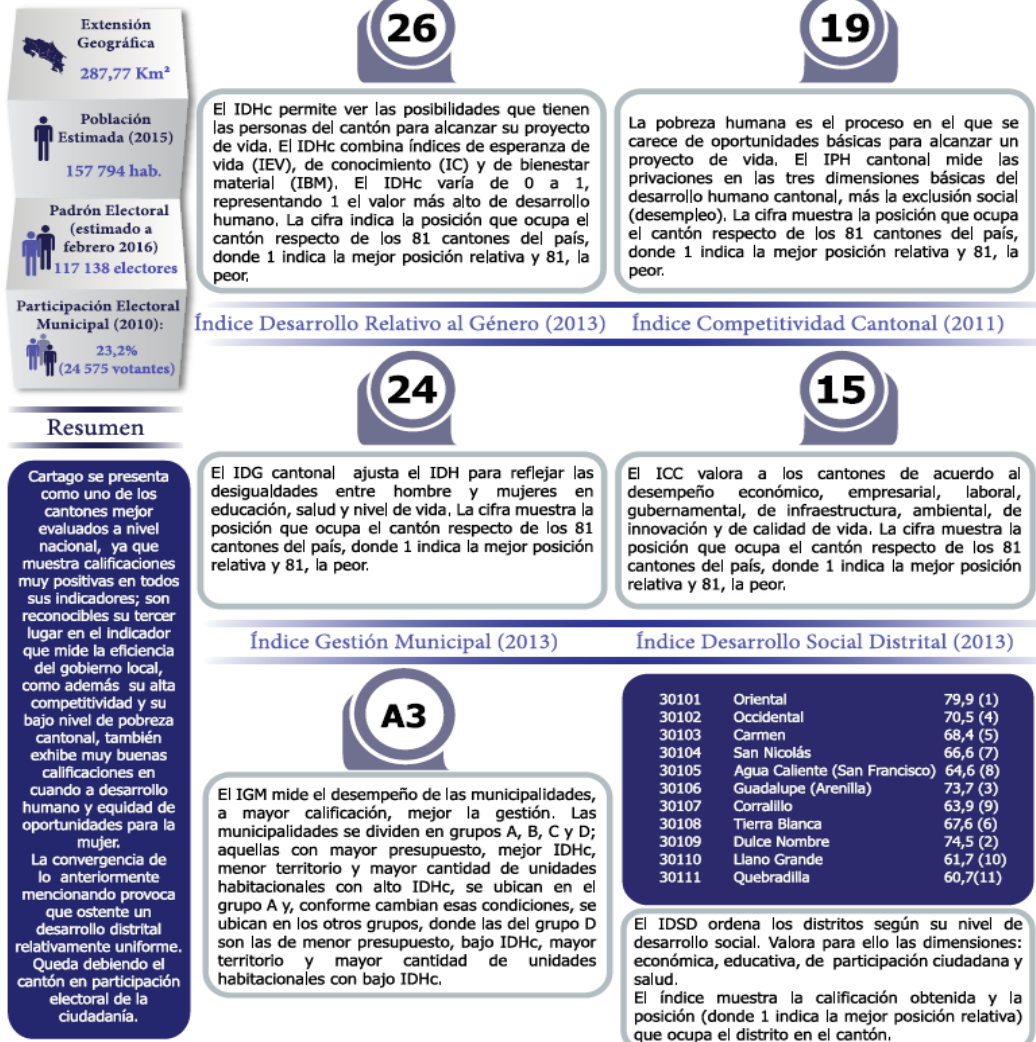 Extensión
Geográfica
287,77 Km²
Población
Estimada (2015)
157 794 hab.
Padrón Electoral
(estimado a
febrero 2016)
117 138 electores
Participación Electoral
Municipal (2010):
23,2%
(24 575 votantes)
Resumen
Cartago se presenta
como uno de los
cantones mejor
evaluados a nivel
nacional, ya que
muestra calificaciones
muy positivas en todos
sus indicadores; son
reconocibles su tercer
lugar en el indicador
que mide la eficiencia
del gobierno local,
como además su alta
competitividad y su
bajo nivel de pobreza
cantonal, también
exhibe muy buenas
calificaciones en
cuando a desarrollo
humano y equidad de
oportunidades para la
mujer.
La convergencia de
lo anteriormente
mencionando provoca
que ostente un
desarrollo distrital
relativamente uniforme.
Queda debiendo el
cantón en participación
electoral de la
ciudadanía.
26
El IDHc permite ver las posibilidades que tienen
las personas del cantón para alcanzar su proyecto
de vida. El IDHc combina índices de esperanza de
vida (IEV), de conocimiento (IC) y de bienestar
material (IBM). El IDHc varía de 0 a 1,
representando 1 el valor más alto de desarrollo
humano. La cifra indica la posición que ocupa el
cantón respecto de los 81 cantones del país,
donde 1 indica la mejor posición relativa y 81, la
peor.
19
La pobreza humana es el proceso en el que se
carece de oportunidades básicas para alcanzar un
proyecto de vida. El IPH cantonal mide las
privaciones en las tres dimensiones básicas del
desarrollo humano cantonal, más la exclusión social
(desempleo). La cifra muestra la posición que ocupa
el cantón respecto de los 81 cantones del país,
donde 1 indica la mejor posición relativa y 81, la
peor.
Índice Desarrollo Relativo al Género (2013)
24
El IDG cantonal ajusta el IDH para reflejar las
desigualdades entre hombre y mujeres en
educación, salud y nivel de vida. La cifra muestra la
posición que ocupa el cantón respecto de los 81
cantones del país, donde 1 indica la mejor posición
relativa y 81, la peor.
Índice Competitividad Cantonal (2011)
15
El ICC valora a los cantones de acuerdo al
desempeño económico, empresarial, laboral,
gubernamental, de infraestructura, ambiental, de
innovación y de calidad de vida. La cifra muestra la
posición que ocupa el cantón respecto de los 81
cantones del país, donde 1 indica la mejor posición
relativa y 81, la peor.
Índice Gestión Municipal (2013)
A3
El IGM mide el desempeño de las municipalidades,
a mayor calificación, mejor la gestión. Las
municipalidades se dividen en grupos A, B, C y D;
aquellas con mayor presupuesto, mejor IDHc,
menor territorio y mayor cantidad de unidades
habitacionales con alto IDHc, se ubican en el
grupo A y, conforme cambian esas condiciones, se
ubican en los otros grupos, donde las del grupo D
son las de menor presupuesto, bajo IDHc, mayor
territorio y mayor cantidad de unidades
habitacionales con bajo IDHc.
Índice Desarrollo Social Distrital (2013)
30101 Oriental 79,9 (1)
30102 Occidental 70,5 (4)
30103 Carmen 68,4 (5)
30104 San Nicolás 66,6 (7)
30105 Agua Caliente (San Francisco) 64,6 (8)
30106 Guadalupe (Arenilla) 73,7 (3)
30107 Corralillo 63,9 (9)
30108 Tierra Blanca 67,6 (6)
30109 Dulce Nombre 74,5 (2)
30110 Llano Grande 61,7 (10)
30111 Quebradilla 60,7(11)
El IDSD ordena los distritos según su nivel de
desarrollo social. Valora para ello las dimensiones:
económica, educativa, de participación ciudadana y
salud.
El índice muestra la calificación obtenida y la
posición (donde 1 indica la mejor posición relativa)
que ocupa el distrito en el cantón.